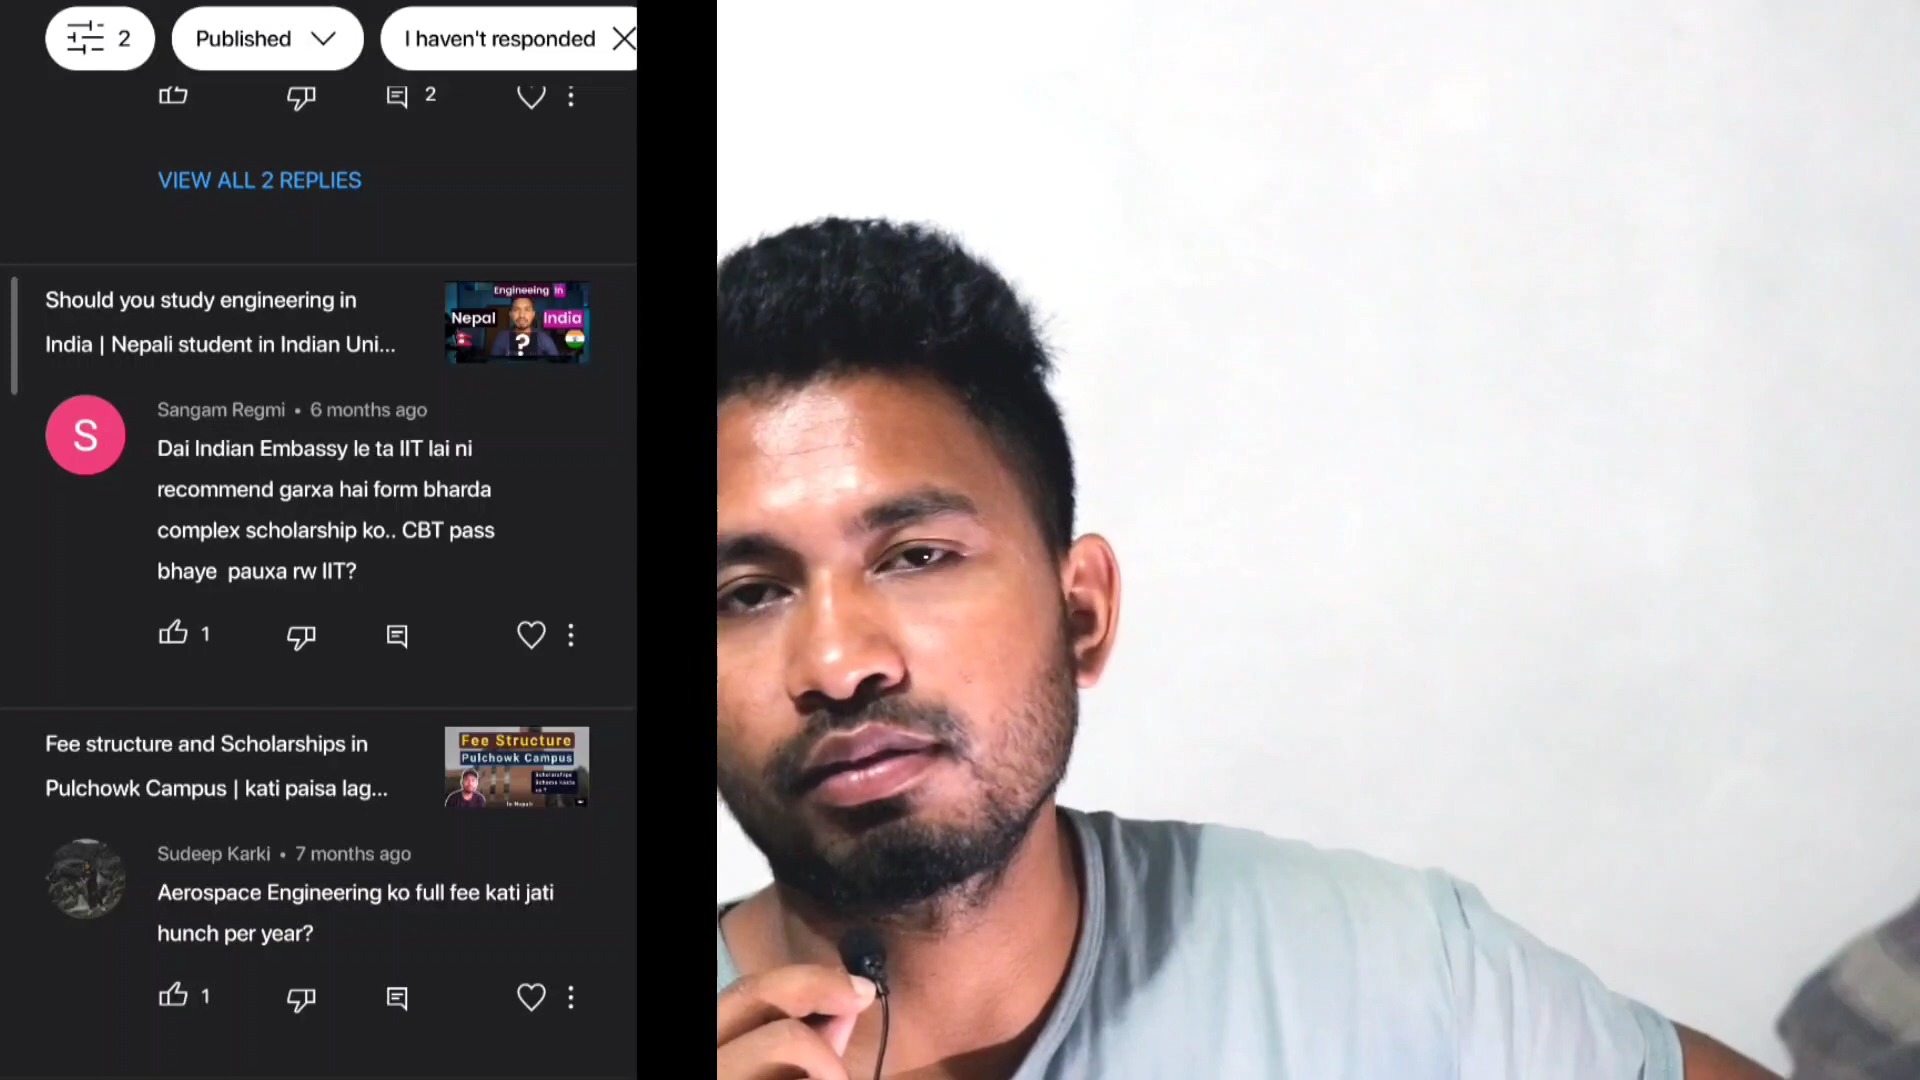 2
Published
I haven't responded
2
VIEW ALL 2 REPLIES
Should you study engineering in
India | Nepali student in Indian Uni...
Engineeing in
Nepal
India
?
S
Sangam Regmi • 6 months ago
Dai Indian Embassy le ta IIT lai ni
recommend garxa hai form bharda
complex scholarship ko.. CBT pass
bhaye pauxa rw IIT?
1
Fee structure and Scholarships in
Pulchowk Campus | kati paisa lag...
Fee Structure
Pulchowk Campus
In Nepali
Sudeep Karki • 7 months ago
Aerospace Engineering ko full fee kati jati
hunch per year?
1